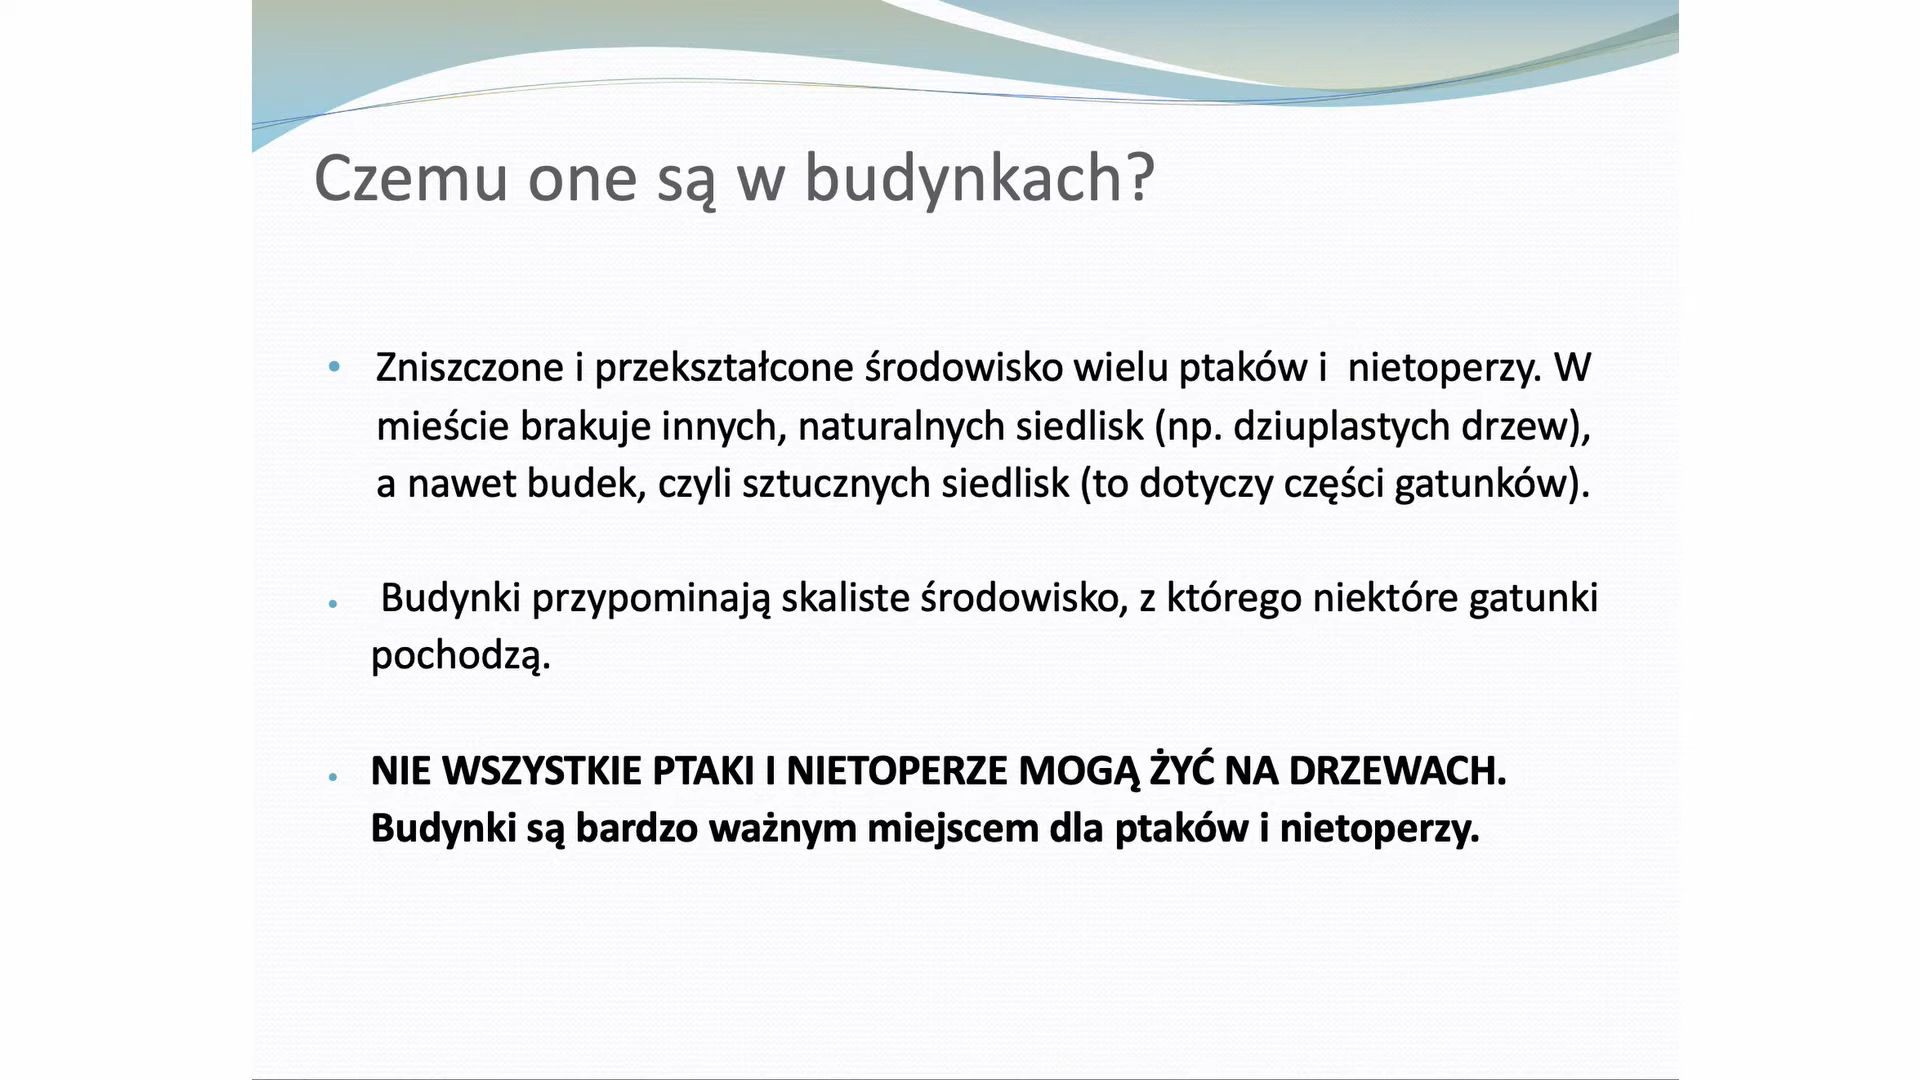 Czemu one są w budynkach?
• Zniszczone i przekształcone środowisko wielu ptaków i nietoperzy. W
mieście brakuje innych, naturalnych siedlisk (np. dziuplastych drzew),
a nawet budek, czyli sztucznych siedlisk (to dotyczy części gatunków).
• Budynki przypominają skaliste środowisko, z którego niektóre gatunki
pochodzą.
• NIE WSZYSTKIE PTAKI I NIETOPERZE MOGĄ ŻYĆ NA DRZEWACH.
Budynki są bardzo ważnym miejscem dla ptaków i nietoperzy.